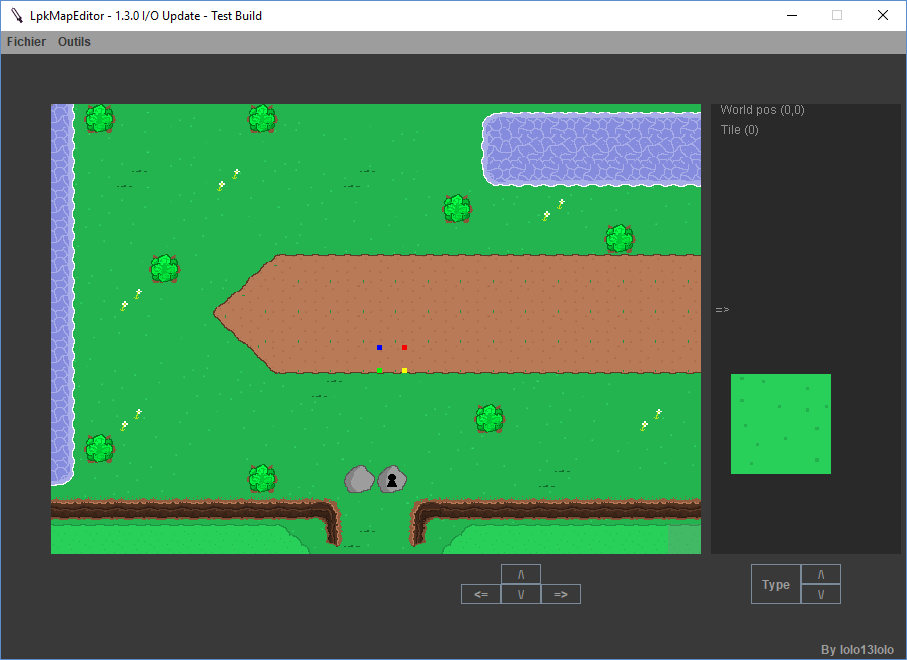 LpkMapEditor - 1.3.0 I/O Update - Test Build
Fichier Outils
World pos (0,0)
Tile (0)
=>
/\
<= \/ =>
Type
/\
\/
By lolo13lolo